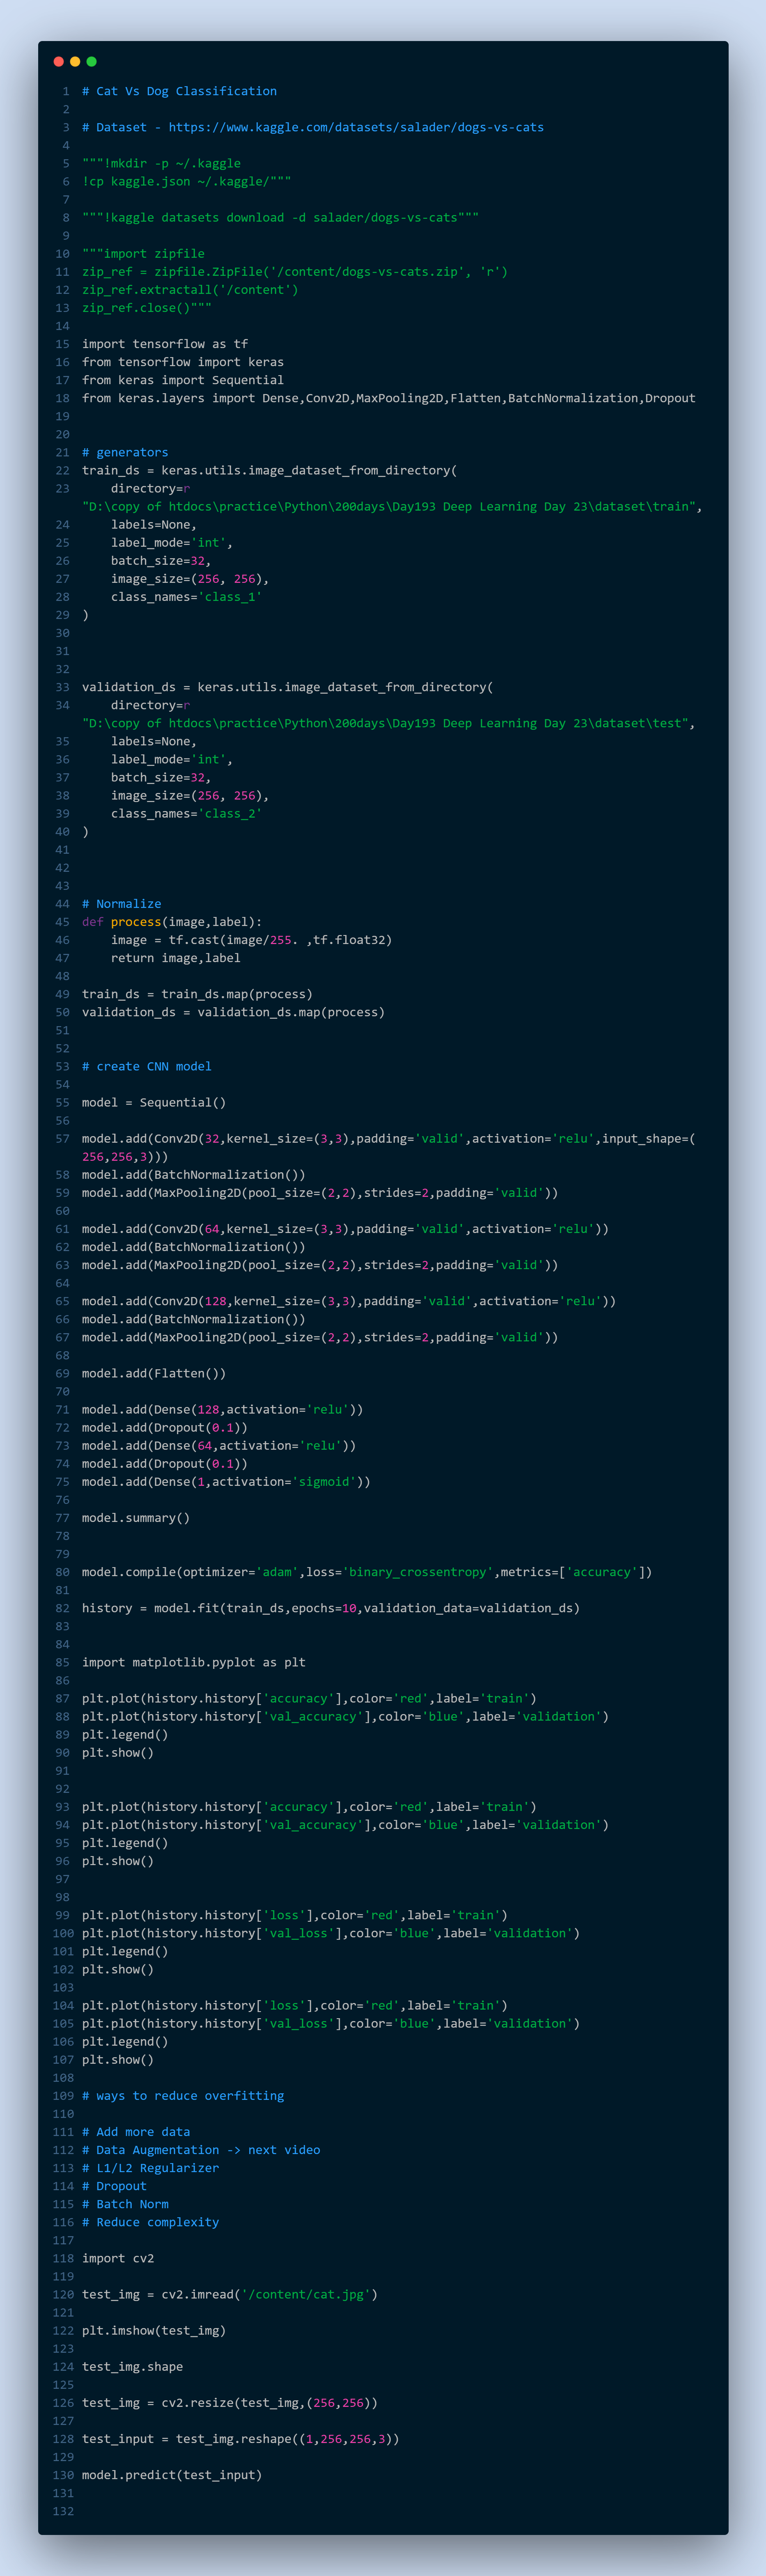 1 # Cat Vs Dog Classification
2
3 # Dataset - https://www.kaggle.com/datasets/salader/dogs-vs-cats
4
5 """!mkdir -p ~/.kaggle
6 !cp kaggle.json ~/.kaggle/"""
7
8 """!kaggle datasets download -d salader/dogs-vs-cats"""
9
10 """import zipfile
11 zip_ref = zipfile.ZipFile('/content/dogs-vs-cats.zip', 'r')
12 zip_ref.extractall('/content')
13 zip_ref.close()"""
14
15 import tensorflow as tf
16 from tensorflow import keras
17 from keras import Sequential
18 from keras.layers import Dense,Conv2D,MaxPooling2D,Flatten,BatchNormalization,Dropout
19
20
21 # generators
22 train_ds = keras.utils.image_dataset_from_directory(
23     directory=r
"D:\copy of htdocs\practice\Python\200days\Day193 Deep Learning Day 23\dataset\train",
24     labels=None,
25     label_mode='int',
26     batch_size=32,
27     image_size=(256, 256),
28     class_names='class_1'
29 )
30
31
32
33 validation_ds = keras.utils.image_dataset_from_directory(
34     directory=r
"D:\copy of htdocs\practice\Python\200days\Day193 Deep Learning Day 23\dataset\test",
35     labels=None,
36     label_mode='int',
37     batch_size=32,
38     image_size=(256, 256),
39     class_names='class_2'
40 )
41
42
43
44 # Normalize
45 def process(image,label):
46     image = tf.cast(image/255. ,tf.float32)
47     return image,label
48
49 train_ds = train_ds.map(process)
50 validation_ds = validation_ds.map(process)
51
52
53 # create CNN model
54
55 model = Sequential()
56
57 model.add(Conv2D(32,kernel_size=(3,3),padding='valid',activation='relu',input_shape=(
256,256,3)))
58 model.add(BatchNormalization())
59 model.add(MaxPooling2D(pool_size=(2,2),strides=2,padding='valid'))
60
61 model.add(Conv2D(64,kernel_size=(3,3),padding='valid',activation='relu'))
62 model.add(BatchNormalization())
63 model.add(MaxPooling2D(pool_size=(2,2),strides=2,padding='valid'))
64
65 model.add(Conv2D(128,kernel_size=(3,3),padding='valid',activation='relu'))
66 model.add(BatchNormalization())
67 model.add(MaxPooling2D(pool_size=(2,2),strides=2,padding='valid'))
68
69 model.add(Flatten())
70
71 model.add(Dense(128,activation='relu'))
72 model.add(Dropout(0.1))
73 model.add(Dense(64,activation='relu'))
74 model.add(Dropout(0.1))
75 model.add(Dense(1,activation='sigmoid'))
76
77 model.summary()
78
79
80 model.compile(optimizer='adam',loss='binary_crossentropy',metrics=['accuracy'])
81
82 history = model.fit(train_ds,epochs=10,validation_data=validation_ds)
83
84
85 import matplotlib.pyplot as plt
86
87 plt.plot(history.history['accuracy'],color='red',label='train')
88 plt.plot(history.history['val_accuracy'],color='blue',label='validation')
89 plt.legend()
90 plt.show()
91
92
93 plt.plot(history.history['accuracy'],color='red',label='train')
94 plt.plot(history.history['val_accuracy'],color='blue',label='validation')
95 plt.legend()
96 plt.show()
97
98
99 plt.plot(history.history['loss'],color='red',label='train')
100 plt.plot(history.history['val_loss'],color='blue',label='validation')
101 plt.legend()
102 plt.show()
103
104 plt.plot(history.history['loss'],color='red',label='train')
105 plt.plot(history.history['val_loss'],color='blue',label='validation')
106 plt.legend()
107 plt.show()
108
109 # ways to reduce overfitting
110
111 # Add more data
112 # Data Augmentation -> next video
113 # L1/L2 Regularizer
114 # Dropout
115 # Batch Norm
116 # Reduce complexity
117
118 import cv2
119
120 test_img = cv2.imread('/content/cat.jpg')
121
122 plt.imshow(test_img)
123
124 test_img.shape
125
126 test_img = cv2.resize(test_img,(256,256))
127
128 test_input = test_img.reshape((1,256,256,3))
129
130 model.predict(test_input)
131
132